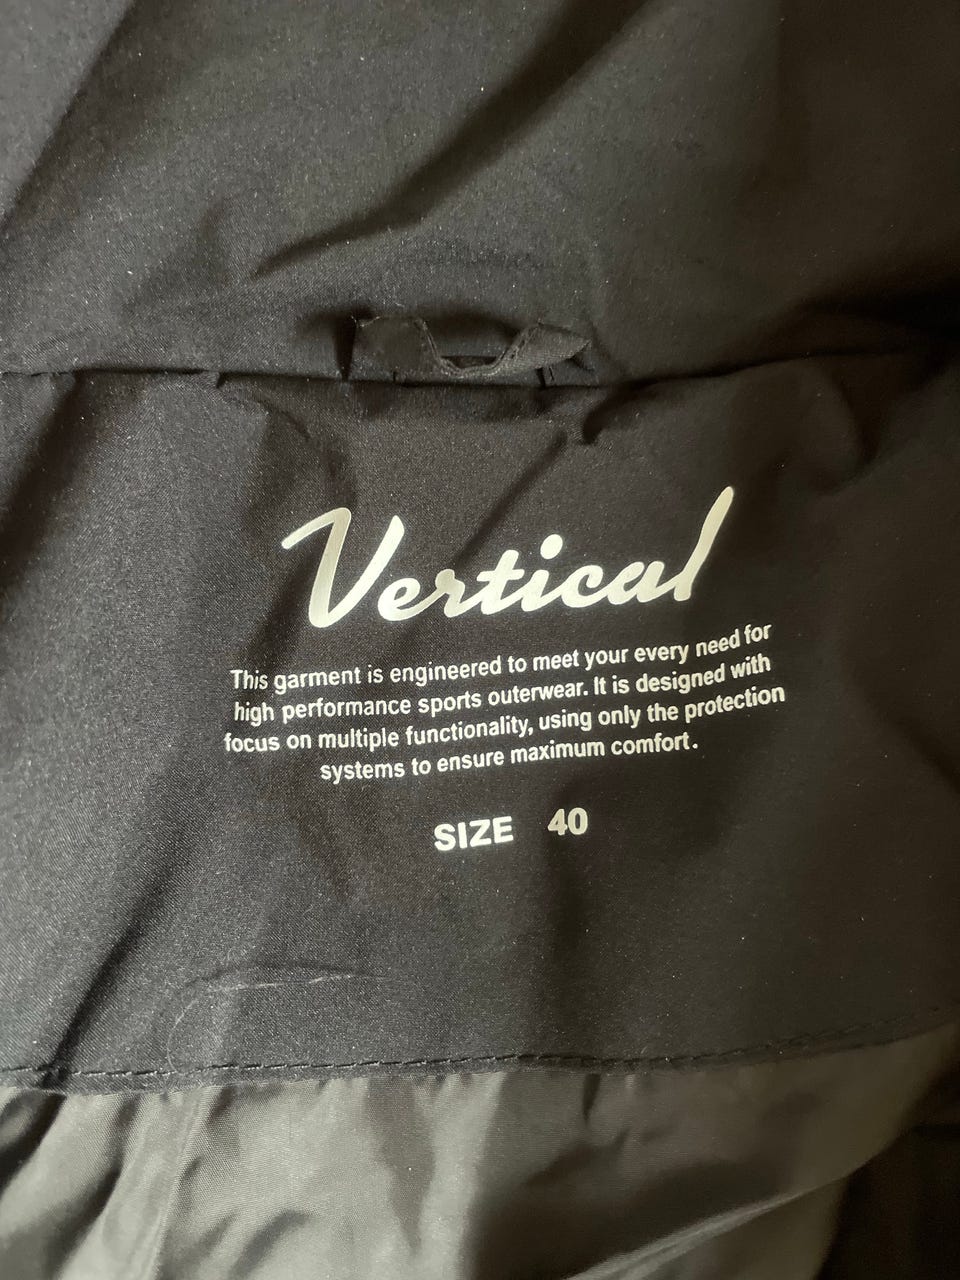 Vertical
This garment is engineered to meet your every need for
high performance sports outerwear. It is designed with
focus on multiple functionality, using only the protection
systems to ensure maximum comfort.
SIZE 40